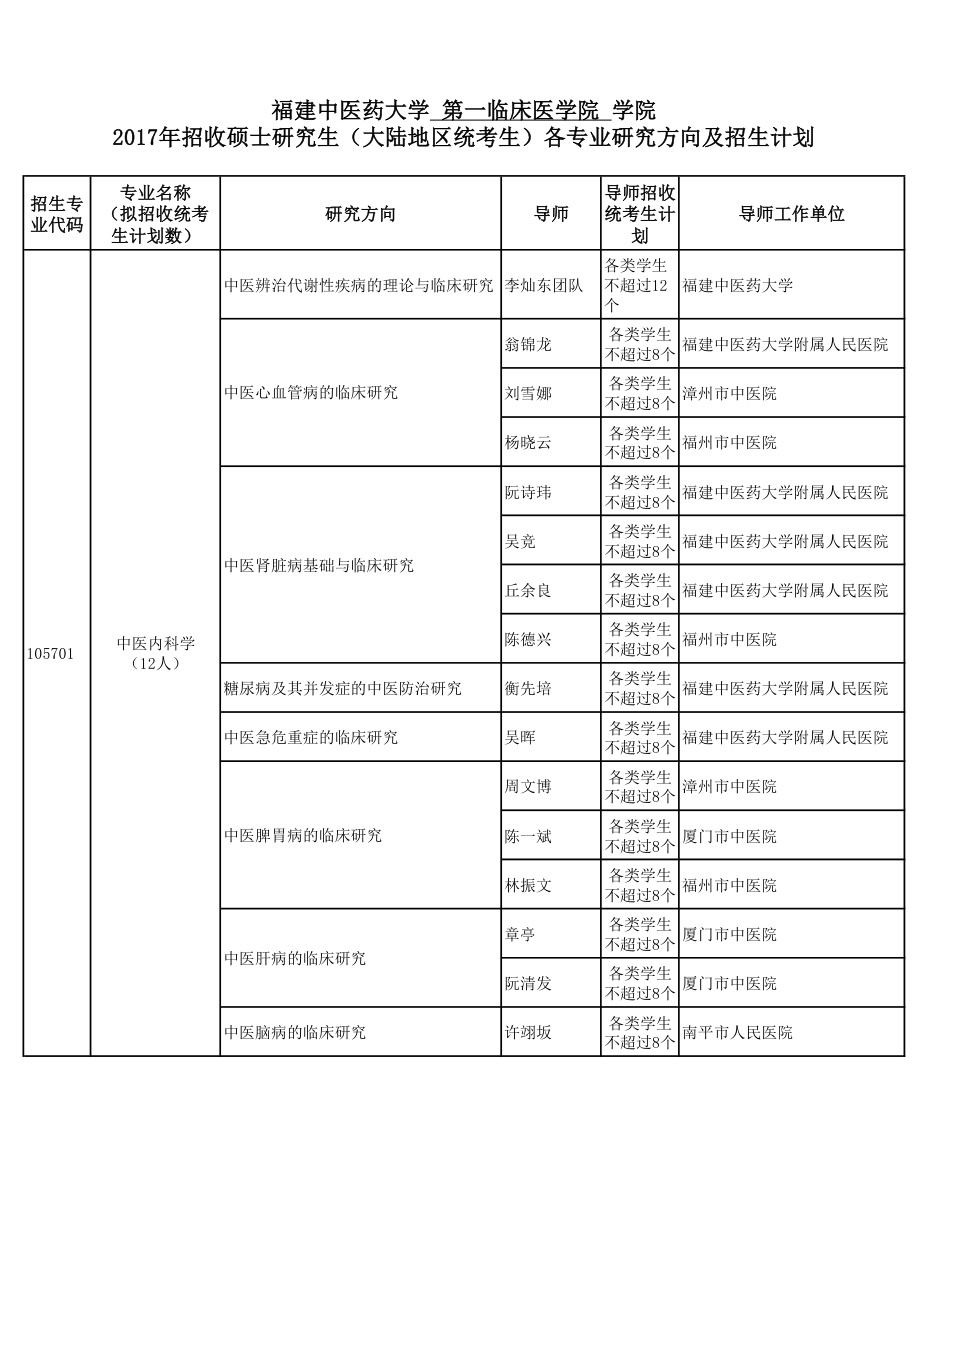 福建中医药大学 第一临床医学院 学院
2017年招收硕士研究生（大陆地区统考生）各专业研究方向及招生计划
招生专
业代码
专业名称
（拟招收统考
生计划数）
研究方向
导师
导师招收
统考生计
划
导师工作单位
105701
中医内科学
（12人）
中医辨治代谢性疾病的理论与临床研究
李灿东团队
各类学生
不超过12
个
福建中医药大学
中医心血管病的临床研究
翁锦龙
各类学生
不超过8个
福建中医药大学附属人民医院
刘雪娜
各类学生
不超过8个
漳州市中医院
杨晓云
各类学生
不超过8个
福州市中医院
中医肾脏病基础与临床研究
阮诗玮
各类学生
不超过8个
福建中医药大学附属人民医院
吴竞
各类学生
不超过8个
福建中医药大学附属人民医院
丘余良
各类学生
不超过8个
福建中医药大学附属人民医院
陈德兴
各类学生
不超过8个
福州市中医院
糖尿病及其并发症的中医防治研究
衡先培
各类学生
不超过8个
福建中医药大学附属人民医院
中医急危重症的临床研究
吴晖
各类学生
不超过8个
福建中医药大学附属人民医院
中医脾胃病的临床研究
周文博
各类学生
不超过8个
漳州市中医院
陈一斌
各类学生
不超过8个
厦门市中医院
林振文
各类学生
不超过8个
福州市中医院
中医肝病的临床研究
章亭
各类学生
不超过8个
厦门市中医院
阮清发
各类学生
不超过8个
厦门市中医院
中医脑病的临床研究
许翊坂
各类学生
不超过8个
南平市人民医院